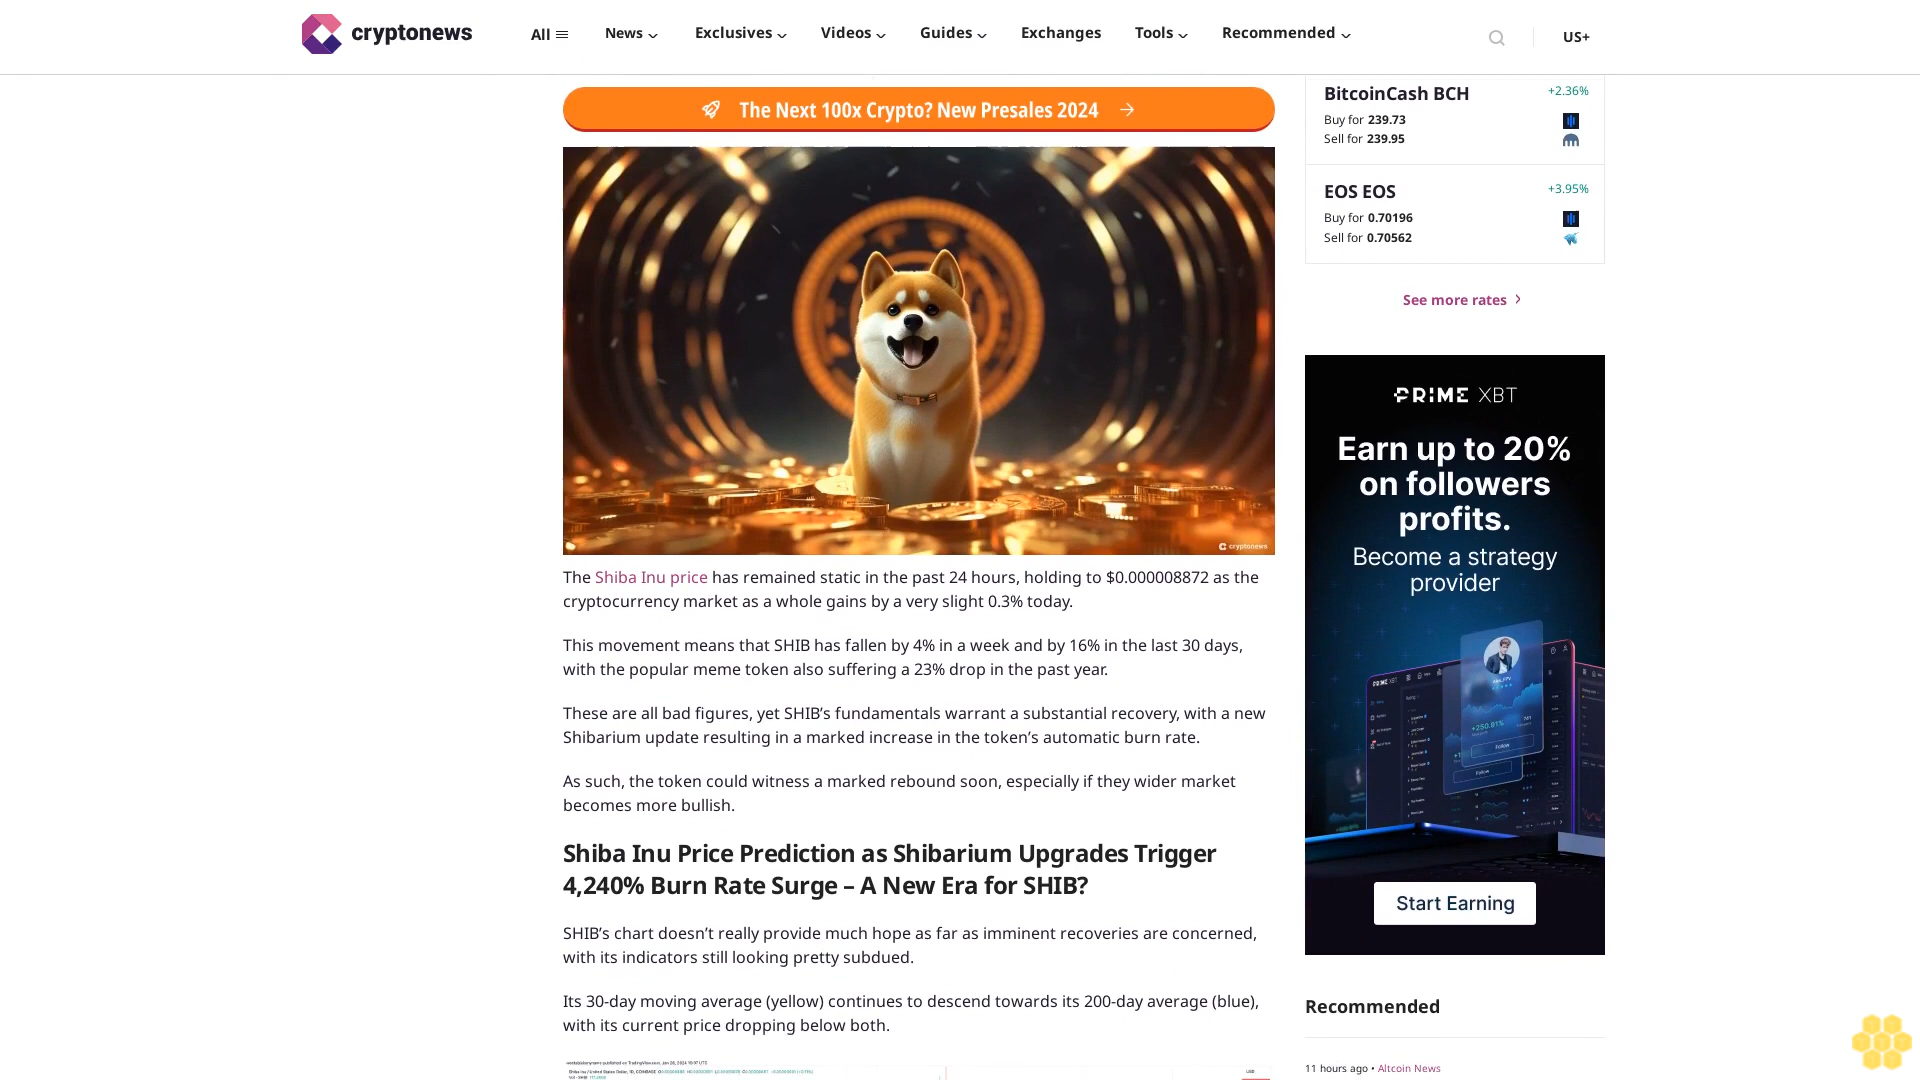 cryptonews
All
News
Exclusives
Videos
Guides
Exchanges
Tools
Recommended
US+
The Next 100x Crypto? New Presales 2024
cryptonews
The Shiba Inu price has remained static in the past 24 hours, holding to $0.000008872 as the
cryptocurrency market as a whole gains by a very slight 0.3% today.
This movement means that SHIB has fallen by 4% in a week and by 16% in the last 30 days,
with the popular meme token also suffering a 23% drop in the past year.
These are all bad figures, yet SHIB’s fundamentals warrant a substantial recovery, with a new
Shibarium update resulting in a marked increase in the token’s automatic burn rate.
As such, the token could witness a marked rebound soon, especially if they wider market
becomes more bullish.
Shiba Inu Price Prediction as Shibarium Upgrades Trigger
4,240% Burn Rate Surge – A New Era for SHIB?
SHIB’s chart doesn’t really provide much hope as far as imminent recoveries are concerned,
with its indicators still looking pretty subdued.
Its 30-day moving average (yellow) continues to descend towards its 200-day average (blue),
with its current price dropping below both.
BitcoinCash BCH
+2.36%
Buy for 239.73
Sell for 239.95
EOS EOS
+3.95%
Buy for 0.70196
Sell for 0.70562
See more rates
PRIME XBT
Earn up to 20%
on followers
profits.
Become a strategy
provider
PRIME XBT
+250.91%
Follow
Follow
Start Earning
Recommended
11 hours ago • Altcoin News